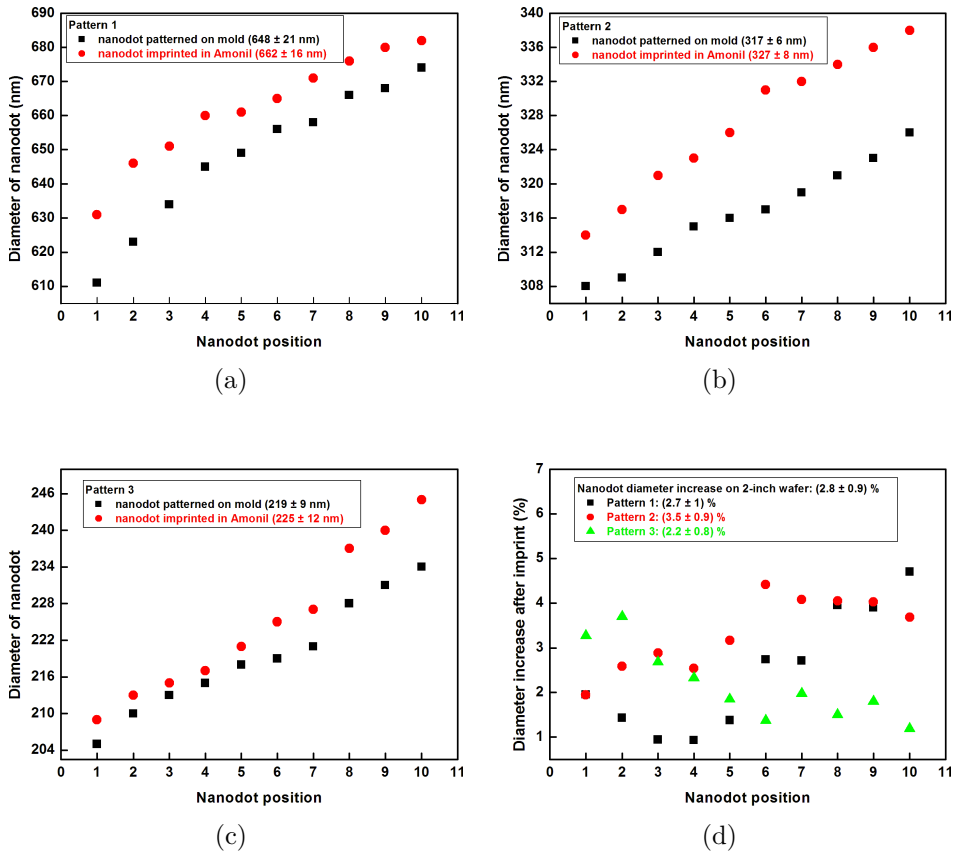 Pattern 1
nanodot patterned on mold (648 ± 21 nm)
nanodot imprinted in Amonil (662 ± 16 nm)
Diameter of nanodot (nm)
690
680
670
660
650
640
630
620
610
0 1 2 3 4 5 6 7 8 9 10 11
Nanodot position
(a)
Pattern 2
nanodot patterned on mold (317 ± 6 nm)
nanodot imprinted in Amonil (327 ± 8 nm)
Diameter of nanodot (nm)
340
336
332
328
324
320
316
312
308
0 1 2 3 4 5 6 7 8 9 10 11
Nanodot position
(b)
Pattern 3
nanodot patterned on mold (219 ± 9 nm)
nanodot imprinted in Amonil (225 ± 12 nm)
Diameter of nanodot
246
240
234
228
222
216
210
204
0 1 2 3 4 5 6 7 8 9 10 11
Nanodot position
(c)
Nanodot diameter increase on 2-inch wafer: (2.8 ± 0.9) %
Pattern 1: (2.7 ± 1) %
Pattern 2: (3.5 ± 0.9) %
Pattern 3: (2.2 ± 0.8) %
Diameter increase after imprint (%)
7
6
5
4
3
2
1
0 1 2 3 4 5 6 7 8 9 10 11
Nanodot position
(d)